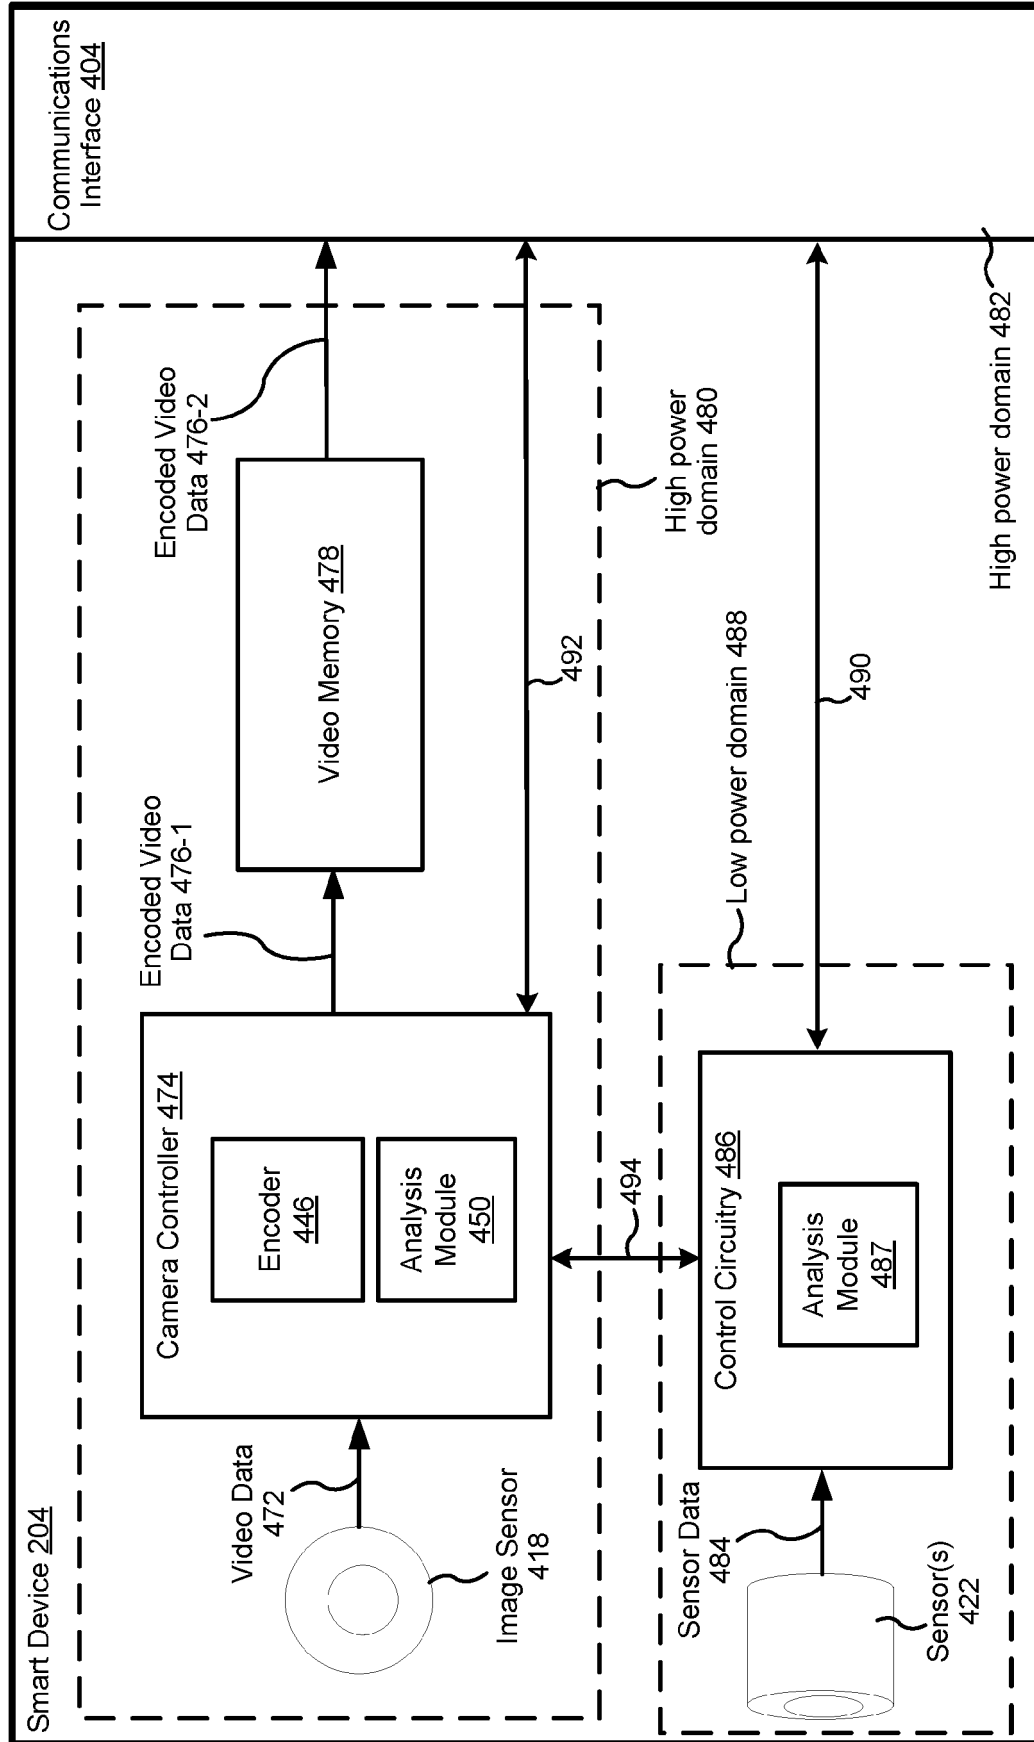 Smart Device 204
Communications
Interface 404
Camera Controller 474
Encoder
446
Analysis
Module
450
Video Data
472
Image Sensor
418
Encoded Video
Data 476-1
Video Memory 478
Encoded Video
Data 476-2
492
High power
domain 480
494
Low power domain 488
Control Circuitry 486
Analysis
Module
487
Sensor Data
484
Sensor(s)
422
490
High power domain 482